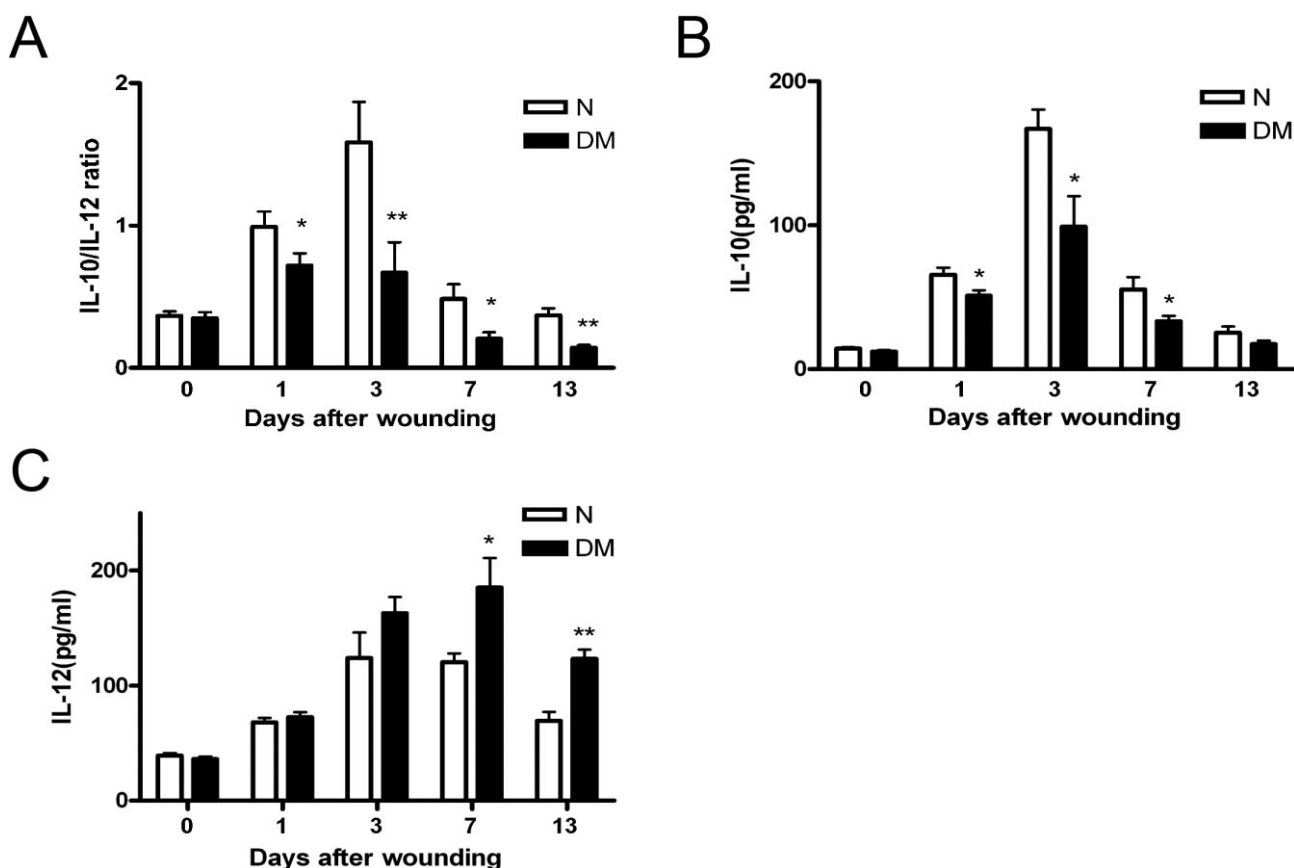 A
IL-10/IL-12 ratio
2
1
0
N
DM
*
**
*
**
0 1 3 7 13
Days after wounding
B
IL-10(pg/ml)
200
100
0
N
DM
*
*
*
0 1 3 7 13
Days after wounding
C
IL-12(pg/ml)
200
100
0
N
DM
*
**
0 1 3 7 13
Days after wounding